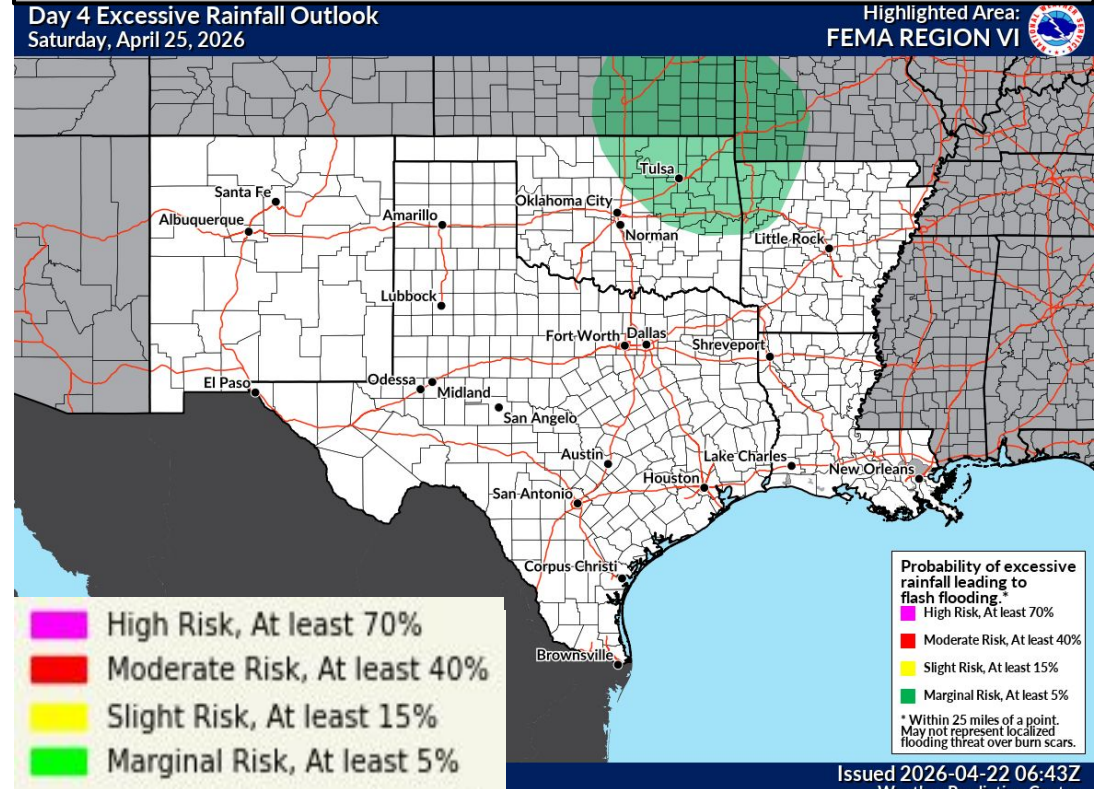 Day 4 Excessive Rainfall Outlook
Saturday, April 25, 2026
Highlighted Area:
FEMA REGION VI
Santa Fe
Albuquerque
Amarillo
Tulsa
Oklahoma City
Norman
Little Rock
Lubbock
Fort Worth
Dallas
Shreveport
El Paso
Odessa
Midland
San Angelo
Austin
Lake Charles
Houston
New Orleans
San Antonio
Corpus Christi
Brownsville
High Risk, At least 70%
Moderate Risk, At least 40%
Slight Risk, At least 15%
Marginal Risk, At least 5%
Probability of excessive
rainfall leading to
flash flooding.*
High Risk, At least 70%
Moderate Risk, At least 40%
Slight Risk, At least 15%
Marginal Risk, At least 5%
* Within 25 miles of a point.
May not represent localized
flooding threat over burn scars.
Issued 2026-04-22 06:43Z
Weather Prediction Center